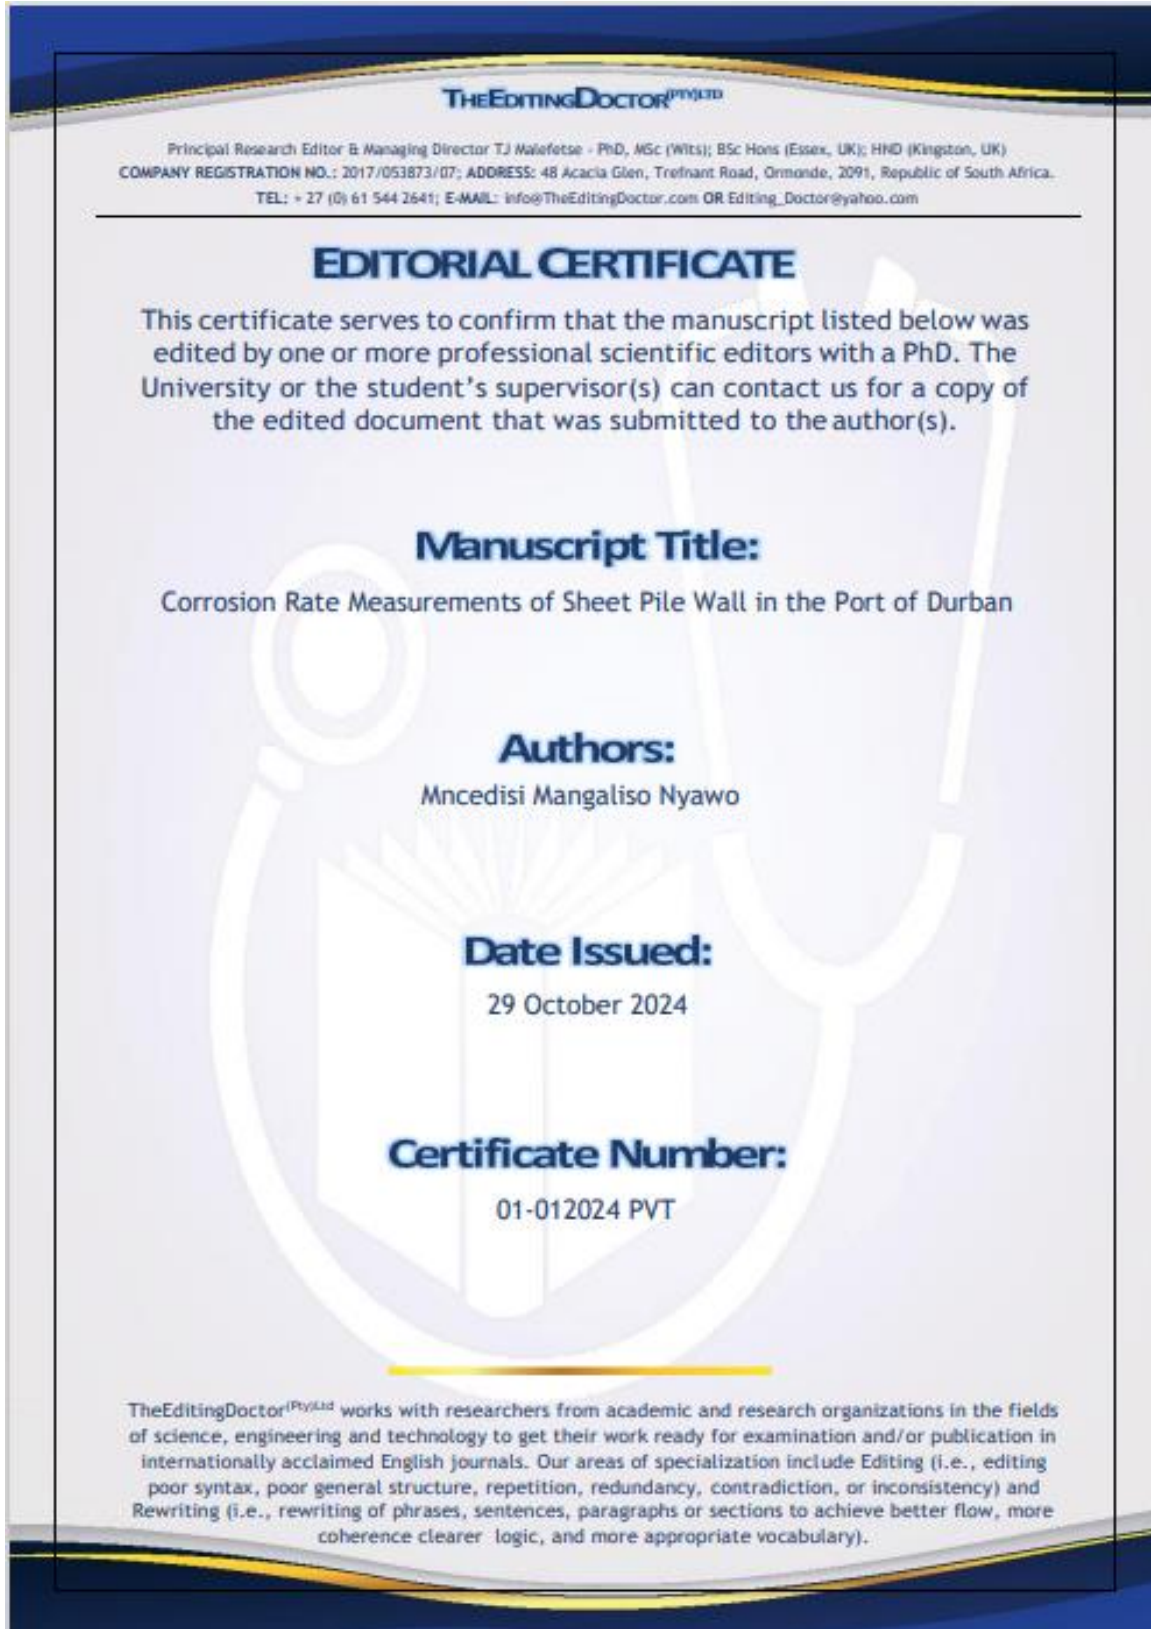 THEEDITINGDOCTOR(PTY)LTD
Principal Research Editor & Managing Director TJ Malefetse - PhD, MSc (Wits); BSc Hons (Essex, UK); HND (Kingston, UK)
COMPANY REGISTRATION NO.: 2017/053873/07; ADDRESS: 48 Acacia Glen, Trefnant Road, Ormonde, 2091, Republic of South Africa.
TEL: + 27 (0) 61 544 2641; E-MAIL: info@TheEditingDoctor.com OR Editing_Doctor@yahoo.com
EDITORIAL CERTIFICATE
This certificate serves to confirm that the manuscript listed below was
edited by one or more professional scientific editors with a PhD. The
University or the student’s supervisor(s) can contact us for a copy of
the edited document that was submitted to the author(s).
Manuscript Title:
Corrosion Rate Measurements of Sheet Pile Wall in the Port of Durban
Authors:
Mncedisi Mangaliso Nyawo
Date Issued:
29 October 2024
Certificate Number:
01-012024 PVT
TheEditingDoctor(Pty)Ltd works with researchers from academic and research organizations in the fields
of science, engineering and technology to get their work ready for examination and/or publication in
internationally acclaimed English journals. Our areas of specialization include Editing (i.e., editing
poor syntax, poor general structure, repetition, redundancy, contradiction, or inconsistency) and
Rewriting (i.e., rewriting of phrases, sentences, paragraphs or sections to achieve better flow, more
coherence clearer logic, and more appropriate vocabulary).